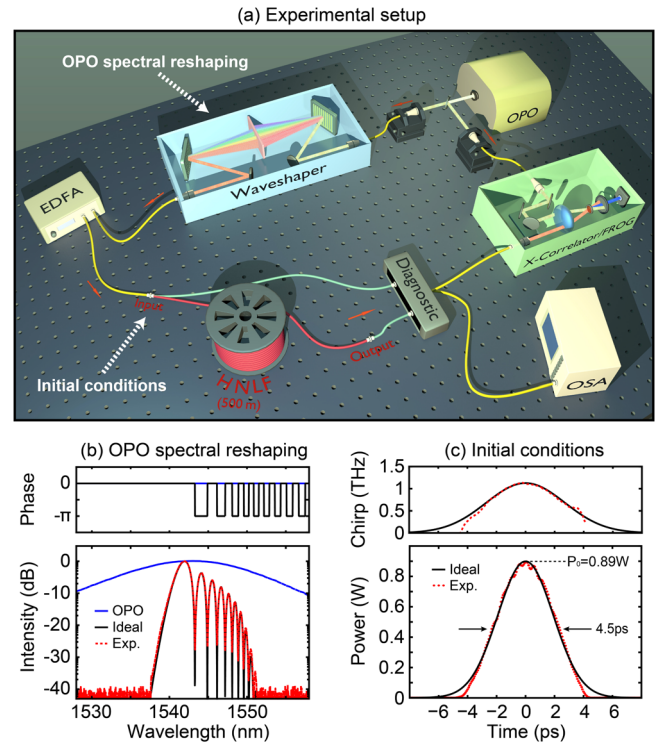 (a) Experimental setup
OPO spectral reshaping
OPO
Waveshaper
EDFA
X-Correlator/FROG
Diagnostic
Input
Initial conditions
Output
HNLF
(500 m)
OSA
(b) OPO spectral reshaping
Phase
0
-π
Intensity (dB)
0
-10
-20
-30
-40
OPO
Ideal
Exp.
1530 1540 1550
Wavelength (nm)
(c) Initial conditions
Chirp (THz)
1.5
1
0.5
0
Power (W)
0.8
0.6
0.4
0.2
0
Ideal
Exp.
P₀=0.89W
4.5ps
−6 −4 −2 0 2 4 6
Time (ps)